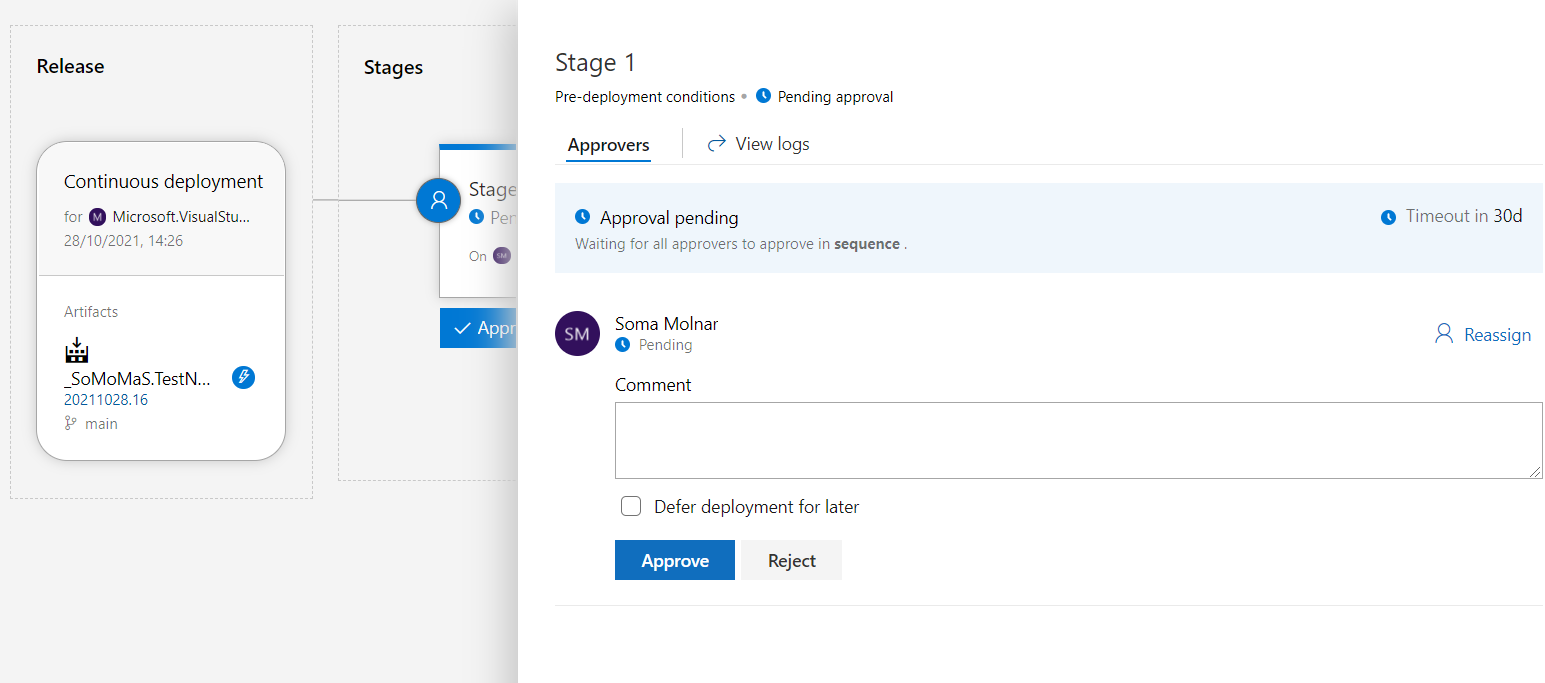 Release
Continuous deployment
for M Microsoft.VisualStu...
28/10/2021, 14:26
Artifacts
_SoMoMaS.TestN...
20211028.16
main
Stages
Stage
Pen
On SM
Appr
Stage 1
Pre-deployment conditions • Pending approval
Approvers
View logs
Approval pending
Timeout in 30d
Waiting for all approvers to approve in sequence .
SM
Soma Molnar
Pending
Reassign
Comment
Defer deployment for later
Approve
Reject